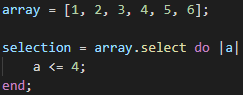 array = [1, 2, 3, 4, 5, 6];
selection = array.select do |a|
    a <= 4;
end;